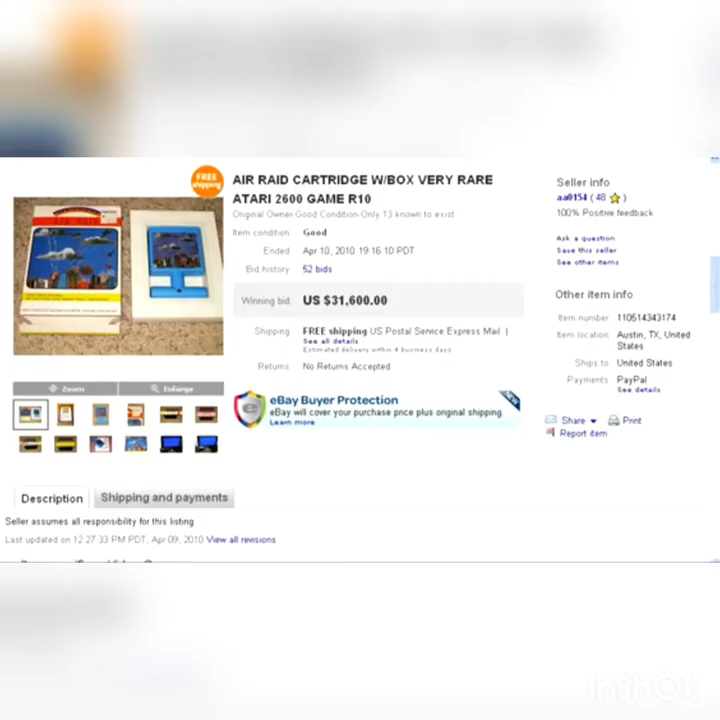 FREE
shipping
AIR RAID CARTRIDGE W/BOX VERY RARE
ATARI 2600 GAME R10
Original Owner-Good Condition-Only 13 known to exist
Item condition Good
Ended Apr 10, 2010 19 16 10 PDT
Bid history 52 bids
Winning bid: US $31,600.00
Shipping FREE shipping US Postal Service Express Mail |
See all details
Estimated delivery within 4 business days
Returns No Returns Accepted
Zoom Enlarge
eBay Buyer Protection
eBay will cover your purchase price plus original shipping.
Learn more
Seller info
aa0154 ( 48 )
100% Positive feedback
Ask a question
Save this seller
See other items
Other item info
Item number 110514343174
Item location Austin, TX, United
States
Ships to United States
Payments PayPal
See details
Share Print
Report item
Description Shipping and payments
Seller assumes all responsibility for this listing
Last updated on 12 27 33 PM PDT, Apr 09, 2010 View all revisions
InShot